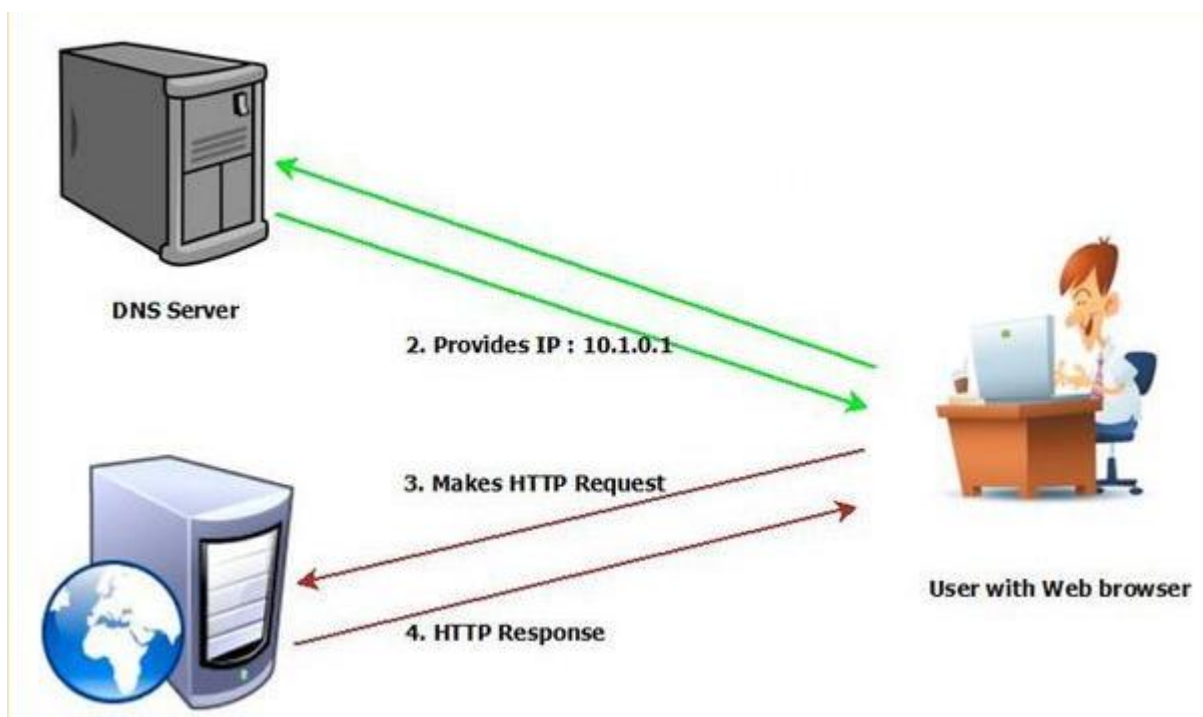 DNS Server
2. Provides IP : 10.1.0.1
3. Makes HTTP Request
User with Web browser
4. HTTP Response